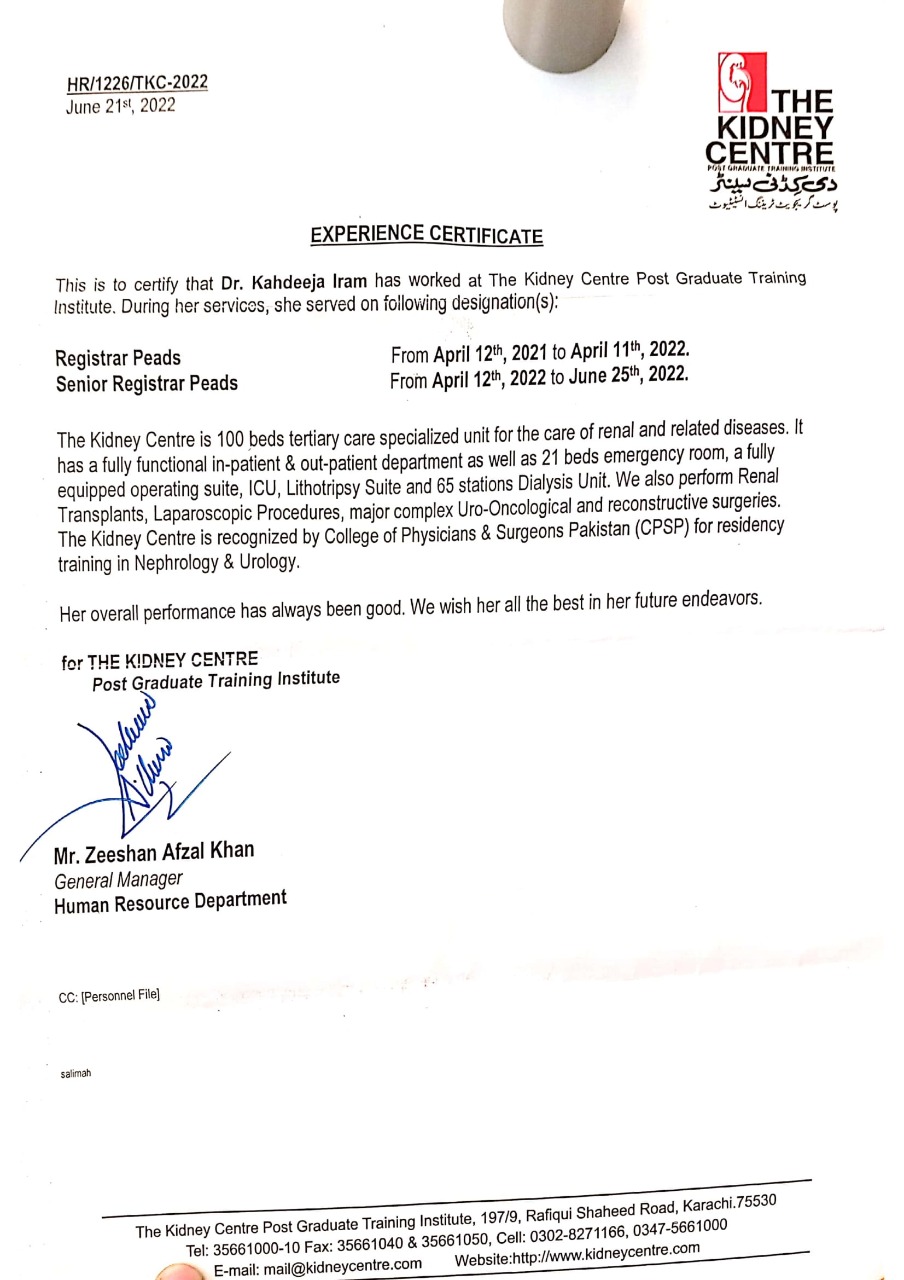 HR/1226/TKC-2022
June 21st, 2022
THE
KIDNEY
CENTRE
POST GRADUATE TRAINING INSTITUTE
دی کڈنی سینٹر
پوسٹ گریجویٹ ٹریننگ انسٹیٹیوٹ
EXPERIENCE CERTIFICATE
This is to certify that Dr. Kahdeeja Iram has worked at The Kidney Centre Post Graduate Training
Institute. During her services, she served on following designation(s):
Registrar Peads From April 12th, 2021 to April 11th, 2022.
Senior Registrar Peads From April 12th, 2022 to June 25th, 2022.
The Kidney Centre is 100 beds tertiary care specialized unit for the care of renal and related diseases. It
has a fully functional in-patient & out-patient department as well as 21 beds emergency room, a fully
equipped operating suite, ICU, Lithotripsy Suite and 65 stations Dialysis Unit. We also perform Renal
Transplants, Laparoscopic Procedures, major complex Uro-Oncological and reconstructive surgeries.
The Kidney Centre is recognized by College of Physicians & Surgeons Pakistan (CPSP) for residency
training in Nephrology & Urology.
Her overall performance has always been good. We wish her all the best in her future endeavors.
for THE KIDNEY CENTRE
Post Graduate Training Institute
Mr. Zeeshan Afzal Khan
General Manager
Human Resource Department
CC: [Personnel File]
salimah
The Kidney Centre Post Graduate Training Institute, 197/9, Rafiqui Shaheed Road, Karachi.75530
Tel: 35661000-10 Fax: 35661040 & 35661050, Cell: 0302-8271166, 0347-5661000
E-mail: mail@kidneycentre.com Website:http://www.kidneycentre.com